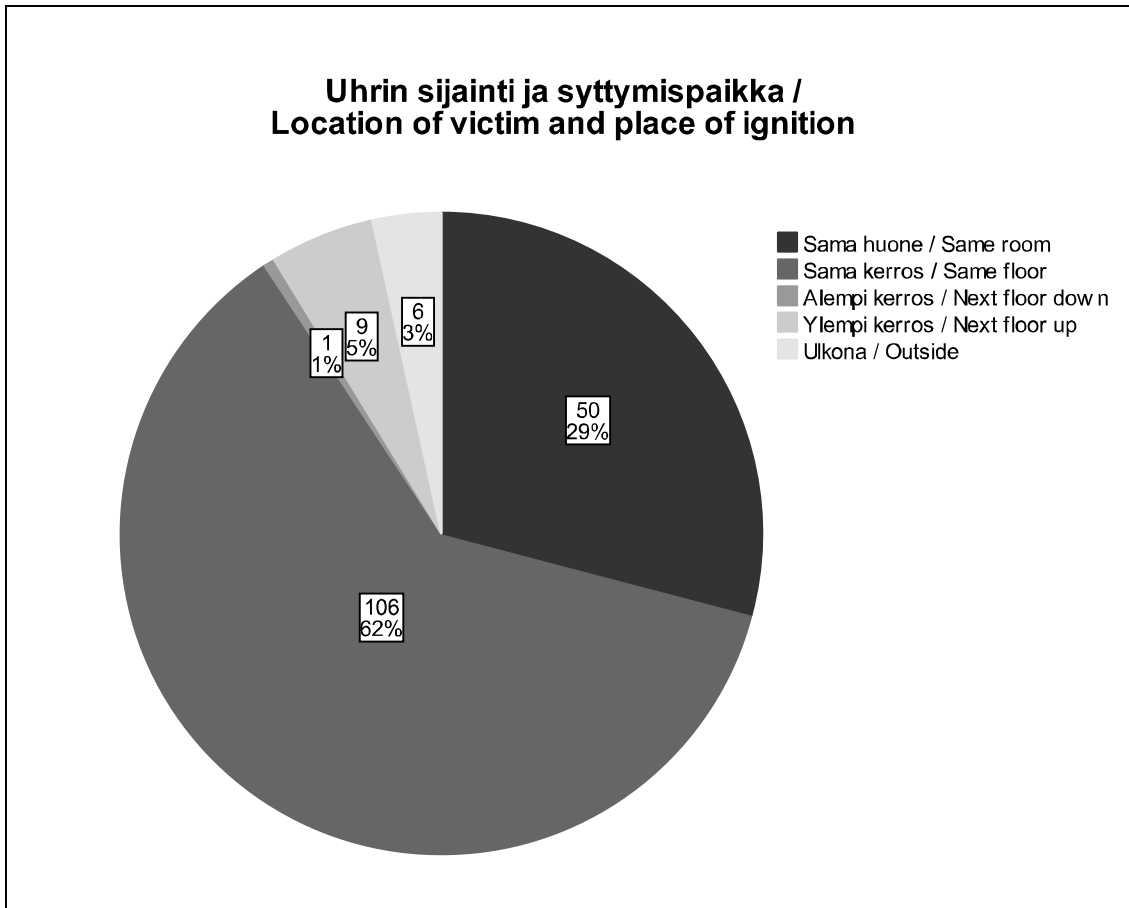 Uhrin sijainti ja syttymispaikka /
Location of victim and place of ignition
Sama huone / Same room
Sama kerros / Same floor
Alempi kerros / Next floor down
Ylempi kerros / Next floor up
Ulkona / Outside
6
3%
9
5%
1
1%
50
29%
106
62%